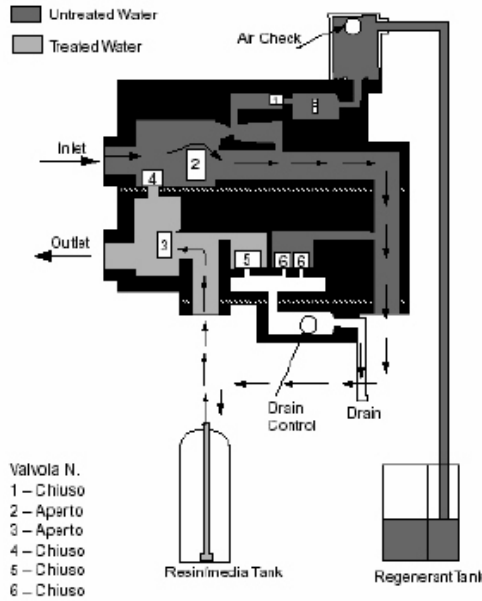 Untreated Water
Treated Water
Air Check
1
Inlet
2
4
Outlet
3
5
6 6
Drain Control
Drain
Valvola N.
1 – Chiuso
2 – Aperto
3 – Aperto
4 – Chiuso
5 – Chiuso
6 – Chiuso
Resin/media Tank
Regenerant Tank